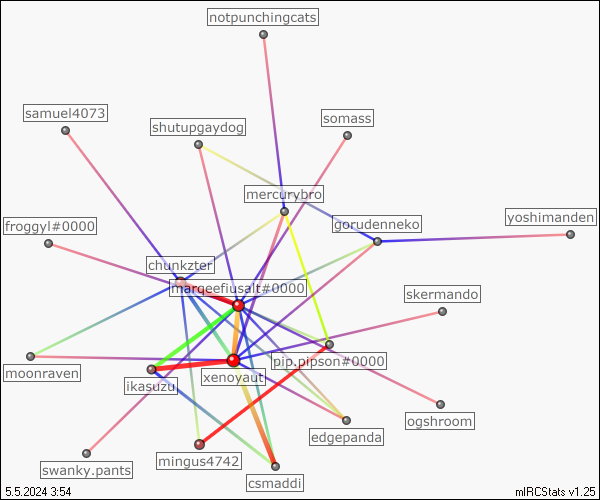 notpunchingcats
samuel4073
somass
shutupgaydog
mercurybro
yoshimanden
froggyl#0000
gorudenneko
chunkzter
marqeefiusalt#0000
skermando
pip.pipson#0000
moonraven
xenoyaut
ikasuzu
ogshroom
edgepanda
mingus4742
swanky.pants
csmaddi
5.5.2024 3:54
mIRCStats v1.25